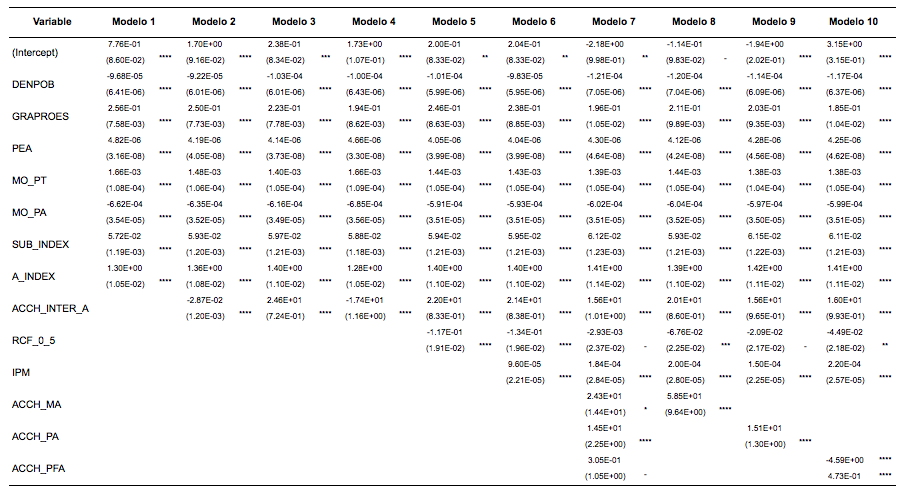 Variable Modelo 1 Modelo 2 Modelo 3 Modelo 4 Modelo 5 Modelo 6 Modelo 7 Modelo 8 Modelo 9 Modelo 10
7.76E-01 1.70E+00 2.38E-01 1.73E+00 2.00E-01 2.04E-01 -2.18E+00 -1.14E-01 -1.94E+00 3.15E+00
(Intercept)
(8.60E-02) **** (9.16E-02) **** (8.34E-02) *** (1.07E-01) **** (8.33E-02) ** (8.33E-02) ** (9.98E-01) ** (9.83E-02) - (2.02E-01) **** (3.15E-01) ****
-9.68E-05 -9.22E-05 -1.03E-04 -1.00E-04 -1.01E-04 -9.83E-05 -1.21E-04 -1.20E-04 -1.14E-04 -1.17E-04
DENPOB
(6.41E-06) **** (6.01E-06) **** (6.01E-06) **** (6.43E-06) **** (5.99E-06) **** (5.95E-06) **** (7.05E-06) **** (7.04E-06) **** (6.09E-06) **** (6.37E-06) ****
2.56E-01 2.50E-01 2.23E-01 1.94E-01 2.46E-01 2.38E-01 1.96E-01 2.11E-01 2.03E-01 1.85E-01
GRAPROES
(7.58E-03) **** (7.73E-03) **** (7.78E-03) **** (8.62E-03) **** (8.63E-03) **** (8.85E-03) **** (1.05E-02) **** (9.89E-03) **** (9.35E-03) **** (1.04E-02) ****
4.82E-06 4.19E-06 4.14E-06 4.66E-06 4.05E-06 4.04E-06 4.30E-06 4.12E-06 4.28E-06 4.25E-06
PEA
(3.16E-08) **** (4.05E-08) **** (3.73E-08) **** (3.30E-08) **** (3.99E-08) **** (3.99E-08) **** (4.64E-08) **** (4.24E-08) **** (4.56E-08) **** (4.62E-08) ****
1.66E-03 1.48E-03 1.40E-03 1.66E-03 1.44E-03 1.43E-03 1.39E-03 1.44E-03 1.38E-03 1.38E-03
MO_PT
(1.08E-04) **** (1.06E-04) **** (1.05E-04) **** (1.09E-04) **** (1.05E-04) **** (1.05E-04) **** (1.05E-04) **** (1.05E-04) **** (1.04E-04) **** (1.05E-04) ****
-6.62E-04 -6.35E-04 -6.16E-04 -6.85E-04 -5.91E-04 -5.93E-04 -6.02E-04 -6.04E-04 -5.97E-04 -5.99E-04
MO_PA
(3.54E-05) **** (3.52E-05) **** (3.49E-05) **** (3.56E-05) **** (3.51E-05) **** (3.51E-05) **** (3.51E-05) **** (3.52E-05) **** (3.50E-05) **** (3.51E-05) ****
5.72E-02 5.93E-02 5.97E-02 5.88E-02 5.94E-02 5.95E-02 6.12E-02 5.93E-02 6.15E-02 6.11E-02
SUB_INDEX
(1.19E-03) **** (1.20E-03) **** (1.21E-03) **** (1.18E-03) **** (1.21E-03) **** (1.21E-03) **** (1.23E-03) **** (1.21E-03) **** (1.22E-03) **** (1.21E-03) ****
1.30E+00 1.36E+00 1.40E+00 1.28E+00 1.40E+00 1.40E+00 1.41E+00 1.39E+00 1.42E+00 1.41E+00
A_INDEX
(1.05E-02) **** (1.08E-02) **** (1.10E-02) **** (1.05E-02) **** (1.10E-02) **** (1.10E-02) **** (1.14E-02) **** (1.10E-02) **** (1.11E-02) **** (1.11E-02) ****
-2.87E-02 2.46E+01 -1.74E+01 2.20E+01 2.14E+01 1.56E+01 2.01E+01 1.56E+01 1.60E+01
ACCH_INTER_A
(1.20E-03) **** (7.24E-01) **** (1.16E+00) **** (8.33E-01) **** (8.38E-01) **** (1.01E+00) **** (8.60E-01) **** (9.65E-01) **** (9.93E-01) ****
-1.17E-01 -1.34E-01 -2.93E-03 -6.76E-02 -2.09E-02 -4.49E-02
RCF_0_5
(1.91E-02) **** (1.96E-02) **** (2.37E-02) - (2.25E-02) *** (2.17E-02) - (2.18E-02) **
9.60E-05 1.84E-04 2.00E-04 1.50E-04 2.20E-04
IPM
(2.21E-05) **** (2.84E-05) **** (2.80E-05) **** (2.25E-05) **** (2.57E-05) ****
2.43E+01 5.85E+01
ACCH_MA
(1.44E+01) * (9.64E+00) ****
1.45E+01 1.51E+01
ACCH_PA
(2.25E+00) **** (1.30E+00) ****
3.05E-01 -4.59E+00 ****
ACCH_PFA
(1.05E+00) - 4.73E-01 ****